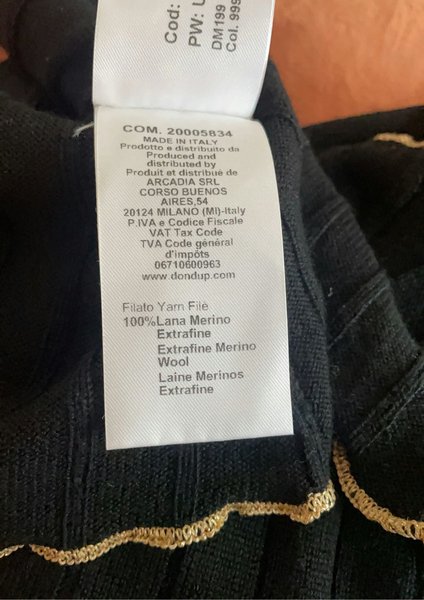 Cod:
PW: U
DM199
Col. 999
COM. 20005834
MADE IN ITALY
Prodotto e distribuito da
Produced and
distributed by
Produit et distribué de
ARCADIA SRL
CORSO BUENOS
AIRES,54
20124 MILANO (MI)-Italy
P.IVA e Codice Fiscale
VAT Tax Code
TVA Code général
d'impôts
06710600963
www.dondup.com
Filato Yarn Filè
100%Lana Merino
Extrafine
Extrafine Merino
Wool
Laine Merinos
Extrafine